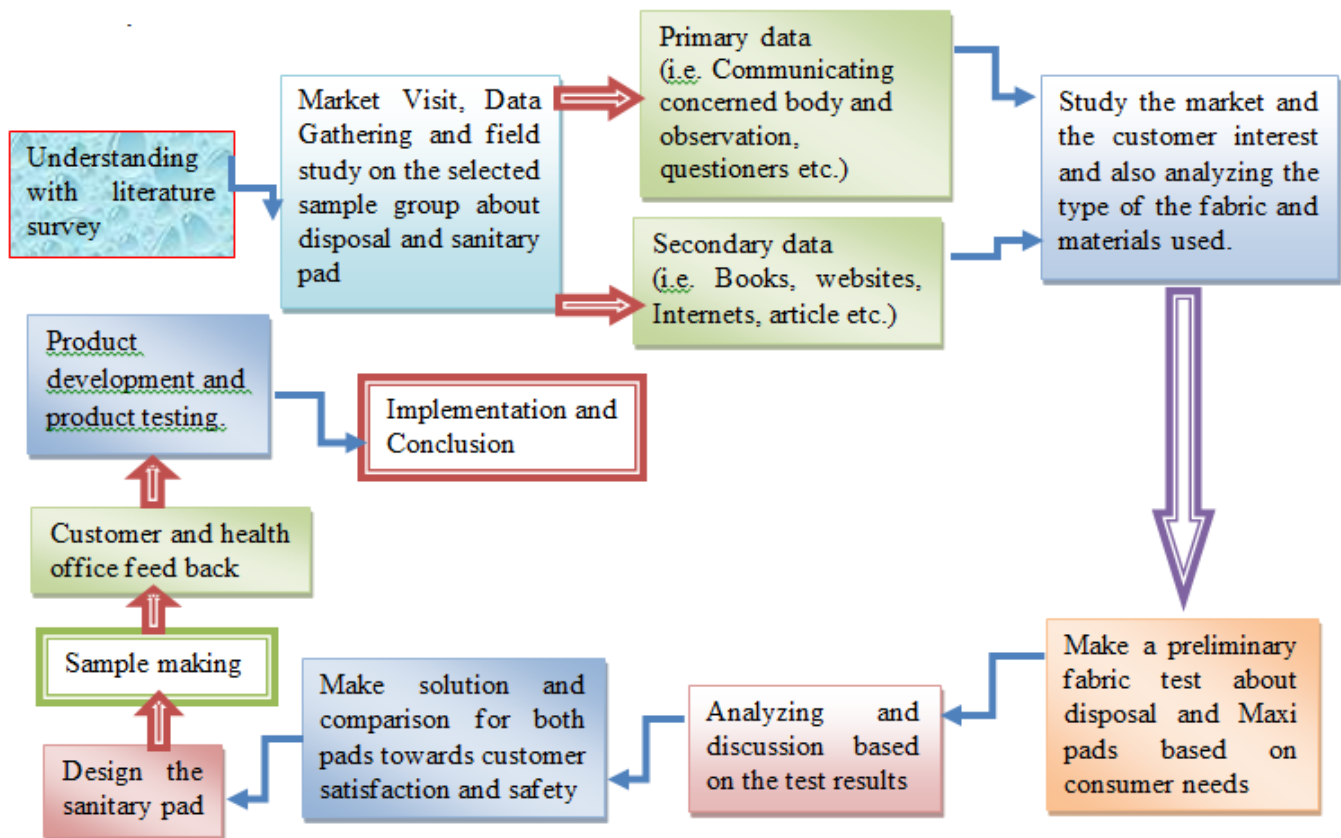 Understanding
with literature
survey
Market Visit, Data
Gathering and field
study on the selected
sample group about
disposal and sanitary
pad
Primary data
(i.e. Communicating
concerned body and
observation,
questioners etc.)
Secondary data
(i.e. Books, websites,
Internets, article etc.)
Study the market and
the customer interest
and also analyzing the
type of the fabric and
materials used.
Make a preliminary
fabric test about
disposal and Maxi
pads based on
consumer needs
Analyzing and
discussion based
on the test results
Make solution and
comparison for both
pads towards customer
satisfaction and safety
Design the
sanitary pad
Sample making
Customer and health
office feed back
Product
development and
product testing.
Implementation and
Conclusion